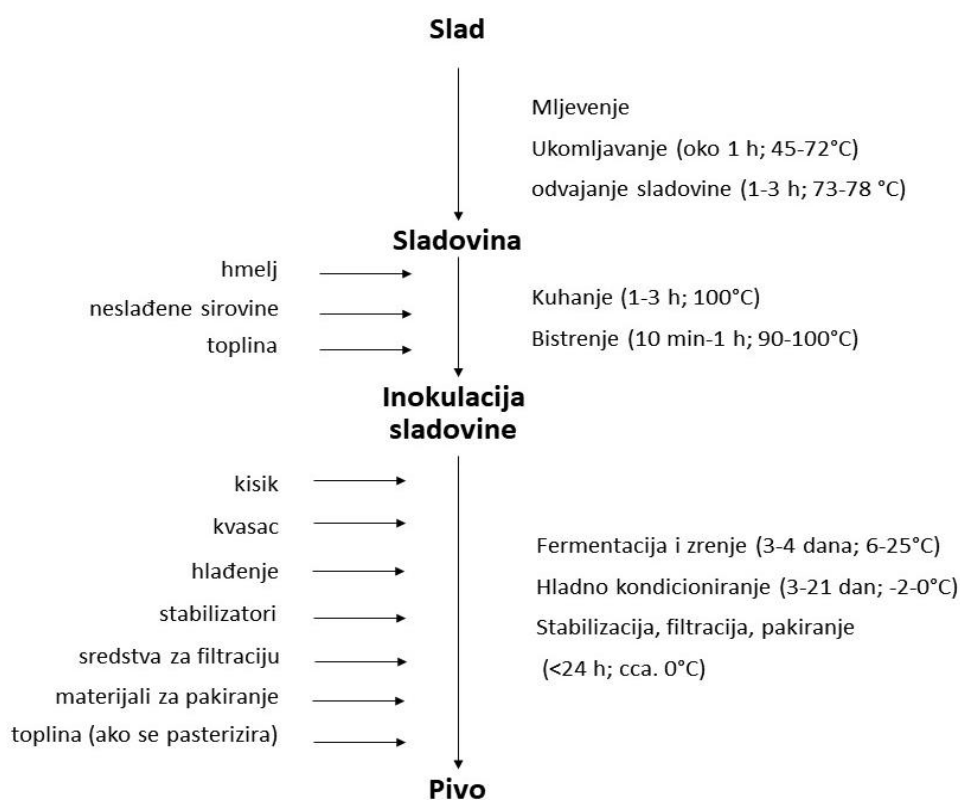 Slad
Mljevenje
Ukomljavanje (oko 1 h; 45-72°C)
odvajanje sladovine (1-3 h; 73-78 °C)
Sladovina
hmelj
neslađene sirovine
toplina
Kuhanje (1-3 h; 100°C)
Bistrenje (10 min-1 h; 90-100°C)
Inokulacija
sladovine
kisik
kvasac
hlađenje
stabilizatori
sredstva za filtraciju
materijali za pakiranje
toplina (ako se pasterizira)
Fermentacija i zrenje (3-4 dana; 6-25°C)
Hladno kondicioniranje (3-21 dan; -2-0°C)
Stabilizacija, filtracija, pakiranje
(<24 h; cca. 0°C)
Pivo